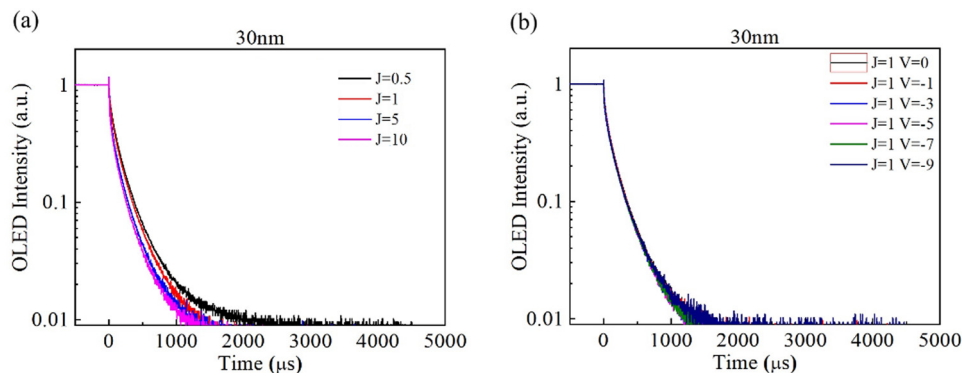 (a)
30nm
OLED Intensity (a.u.)
1
0.1
0.01
J=0.5
J=1
J=5
J=10
0
1000
2000
3000
4000
5000
Time (μs)
(b)
30nm
OLED Intensity (a.u.)
1
0.1
0.01
J=1 V=0
J=1 V=-1
J=1 V=-3
J=1 V=-5
J=1 V=-7
J=1 V=-9
0
1000
2000
3000
4000
5000
Time (μs)